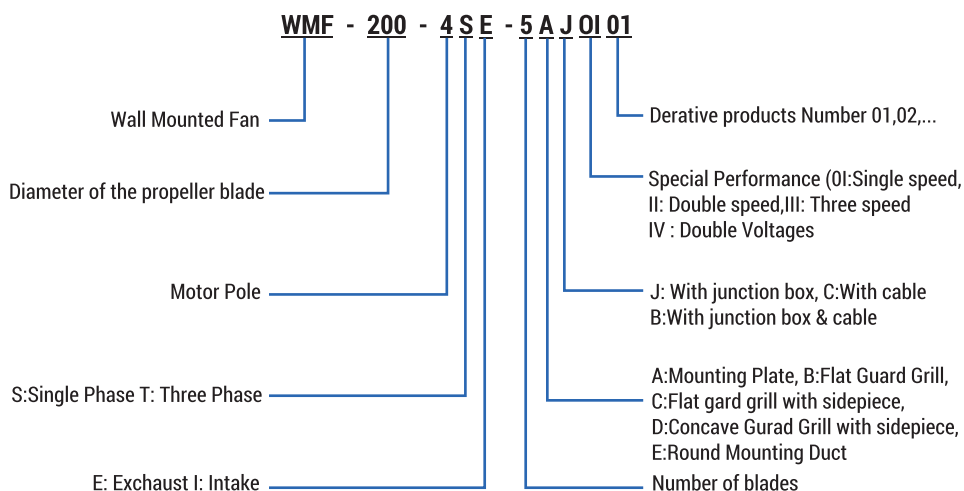 WMF - 200 - 4 S E - 5 A J OI 01
Wall Mounted Fan
Diameter of the propeller blade
Motor Pole
S:Single Phase T: Three Phase
E: Exchaust I: Intake
Derative products Number 01,02,...
Special Performance (0I:Single speed,
II: Double speed,III: Three speed
IV : Double Voltages
J: With junction box, C:With cable
B:With junction box & cable
A:Mounting Plate, B:Flat Guard Grill,
C:Flat gard grill with sidepiece,
D:Concave Gurad Grill with sidepiece,
E:Round Mounting Duct
Number of blades